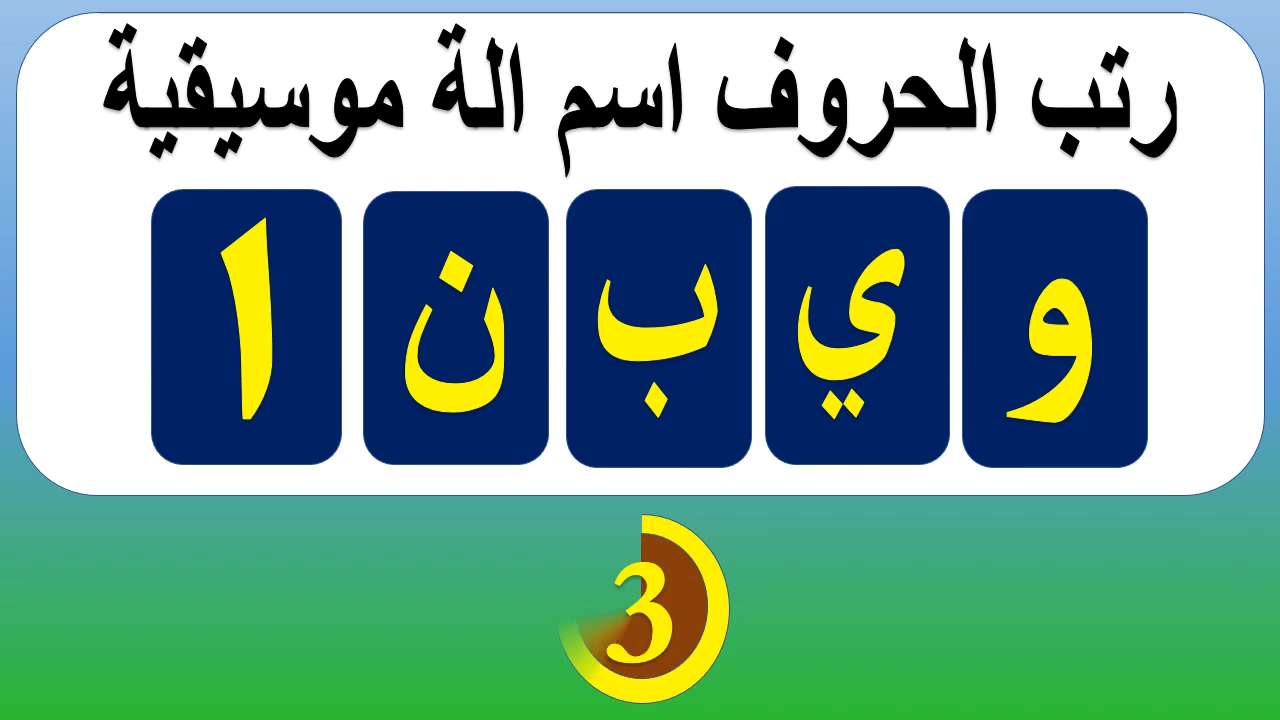 رتب الحروف اسم الة موسيقية
و ي ب ن ا
3